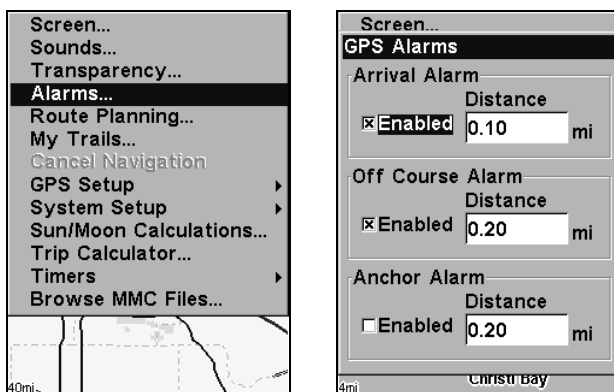 Screen...
Sounds...
Transparency...
Alarms...
Route Planning...
My Trails...
Cancel Navigation
GPS Setup
System Setup
Sun/Moon Calculations...
Trip Calculator...
Timers
Browse MMC Files...
40mi
Screen...
GPS Alarms
Arrival Alarm
Distance
Enabled 0.10 mi
Off Course Alarm
Distance
Enabled 0.20 mi
Anchor Alarm
Distance
Enabled 0.20 mi
4mi Christi Bay